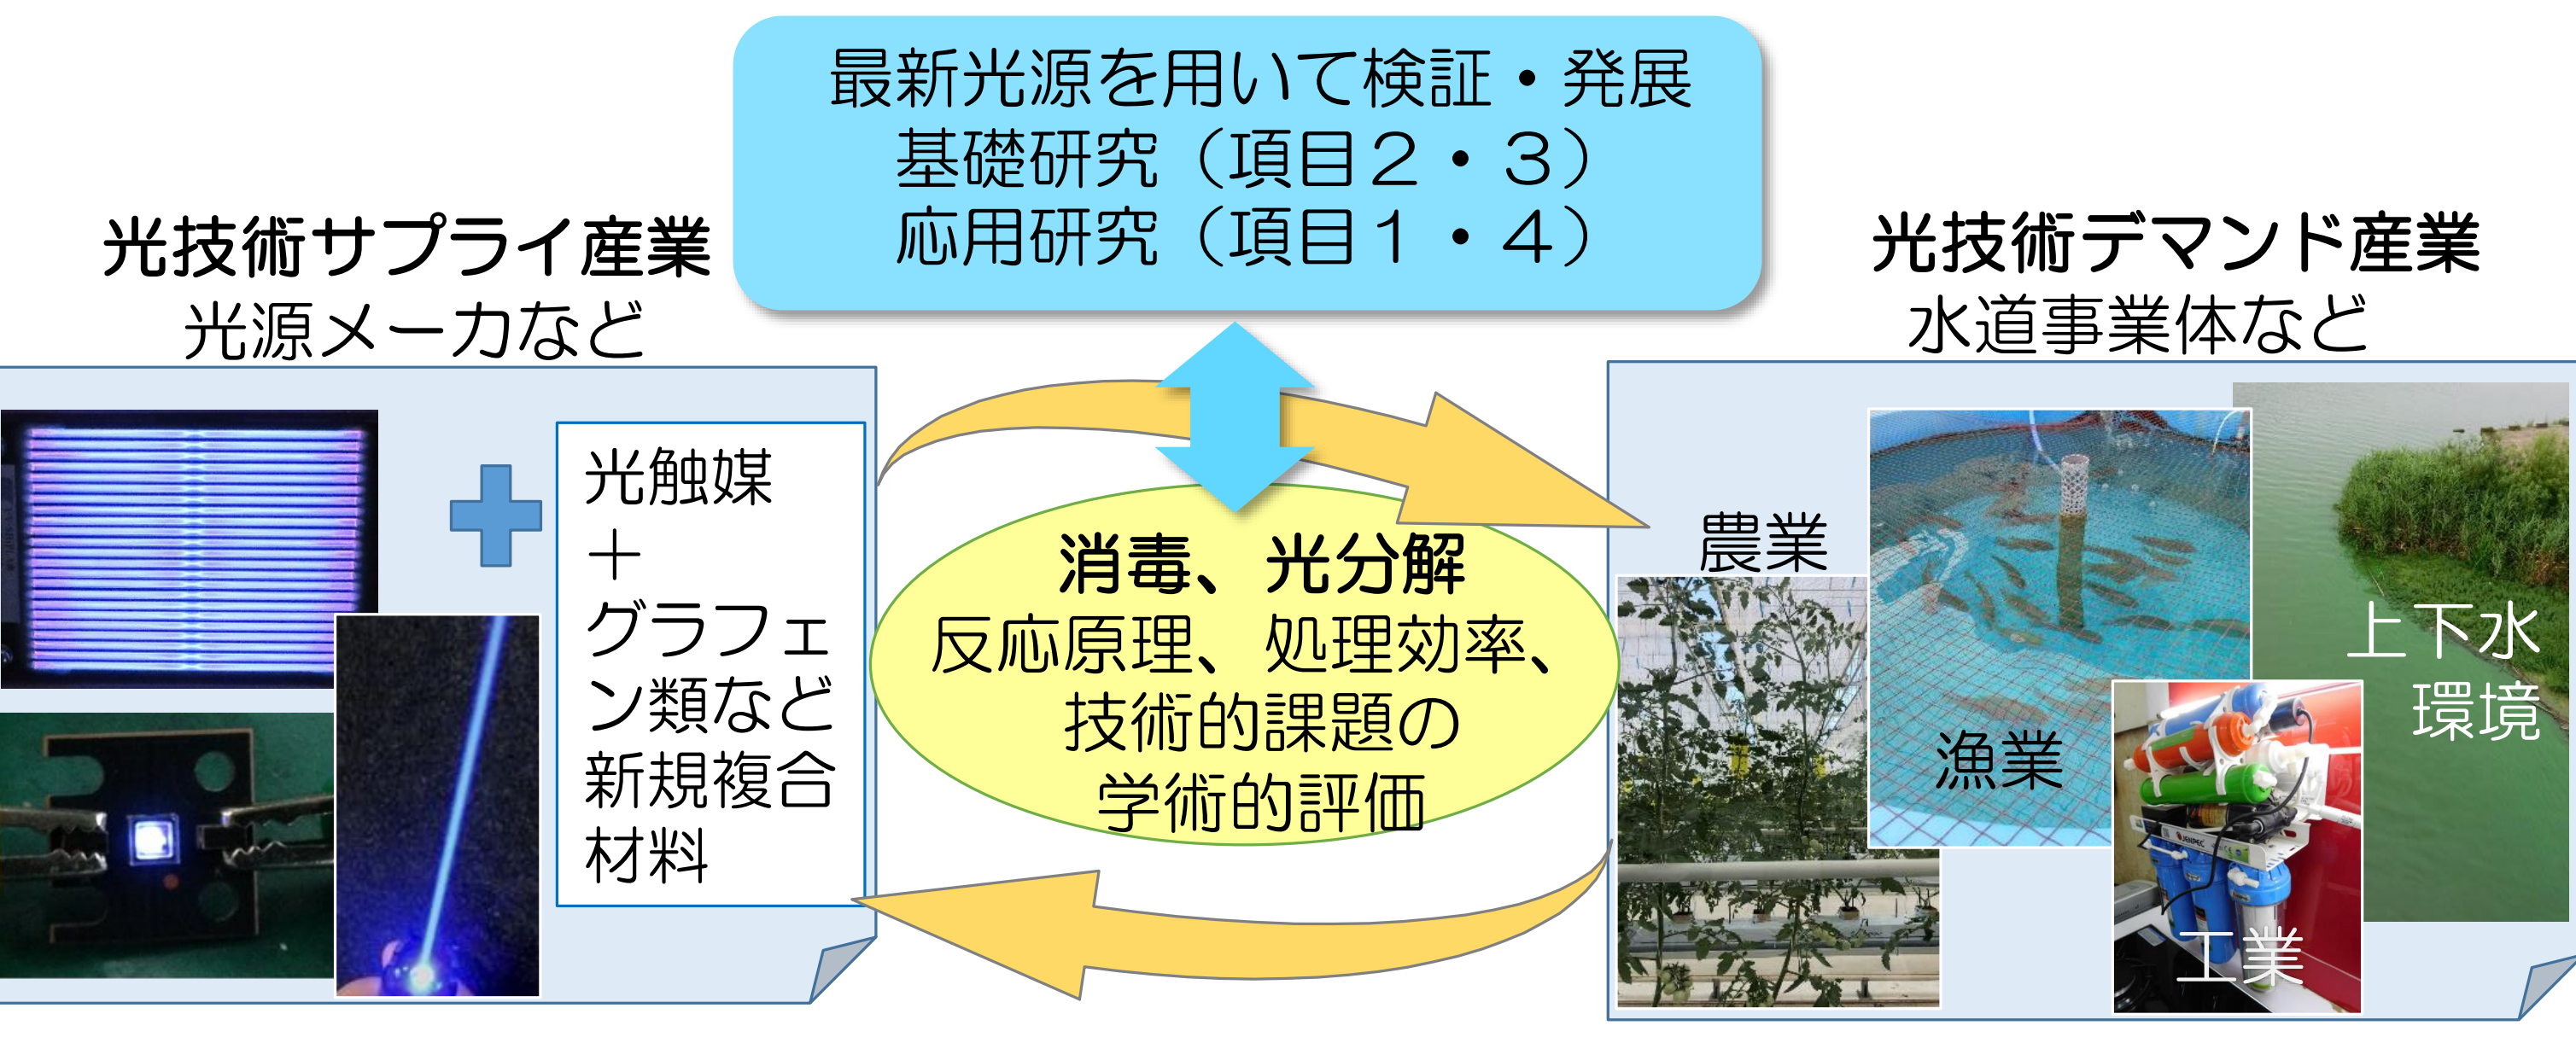 最新光源を用いて検証・発展
基礎研究（項目２・３）
応用研究（項目１・４）
光技術サプライ産業
光源メーカなど
光触媒
＋
グラフェ
ン類など
新規複合
材料
消毒、光分解
反応原理、処理効率、
技術的課題の
学術的評価
光技術デマンド産業
水道事業体など
農業
漁業
上下水
環境
工業